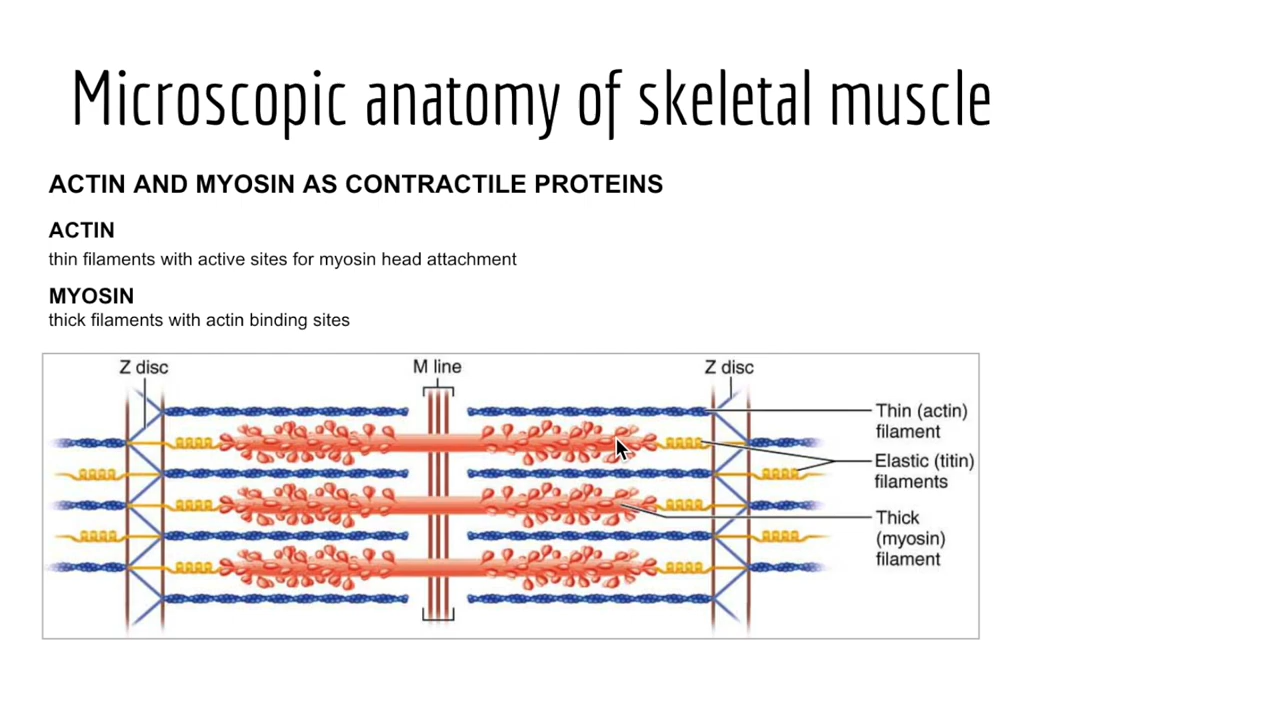 Microscopic anatomy of skeletal muscle
ACTIN AND MYOSIN AS CONTRACTILE PROTEINS
ACTIN
thin filaments with active sites for myosin head attachment
MYOSIN
thick filaments with actin binding sites
Z disc
M line
Z disc
Thin (actin)
filament
Elastic (titin)
filaments
Thick
(myosin)
filament